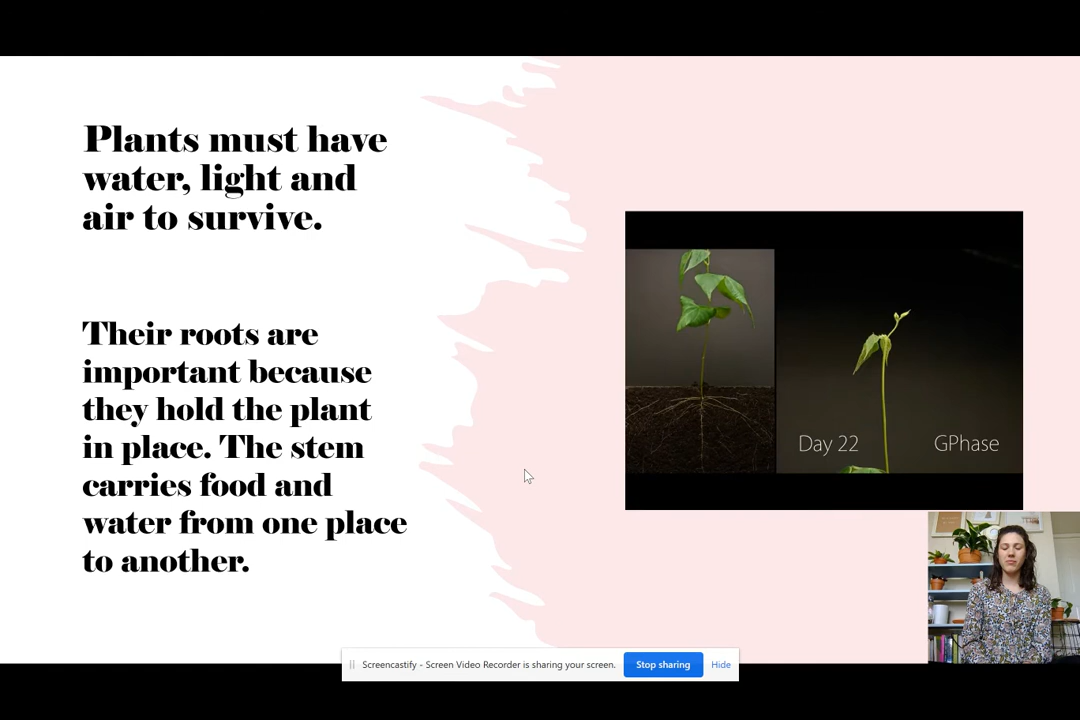 Plants must have
water, light and
air to survive.
Their roots are
important because
they hold the plant
in place. The stem
carries food and
water from one place
to another.
Day 22
GPhase
Screencastify - Screen Video Recorder is sharing your screen.
Stop sharing
Hide